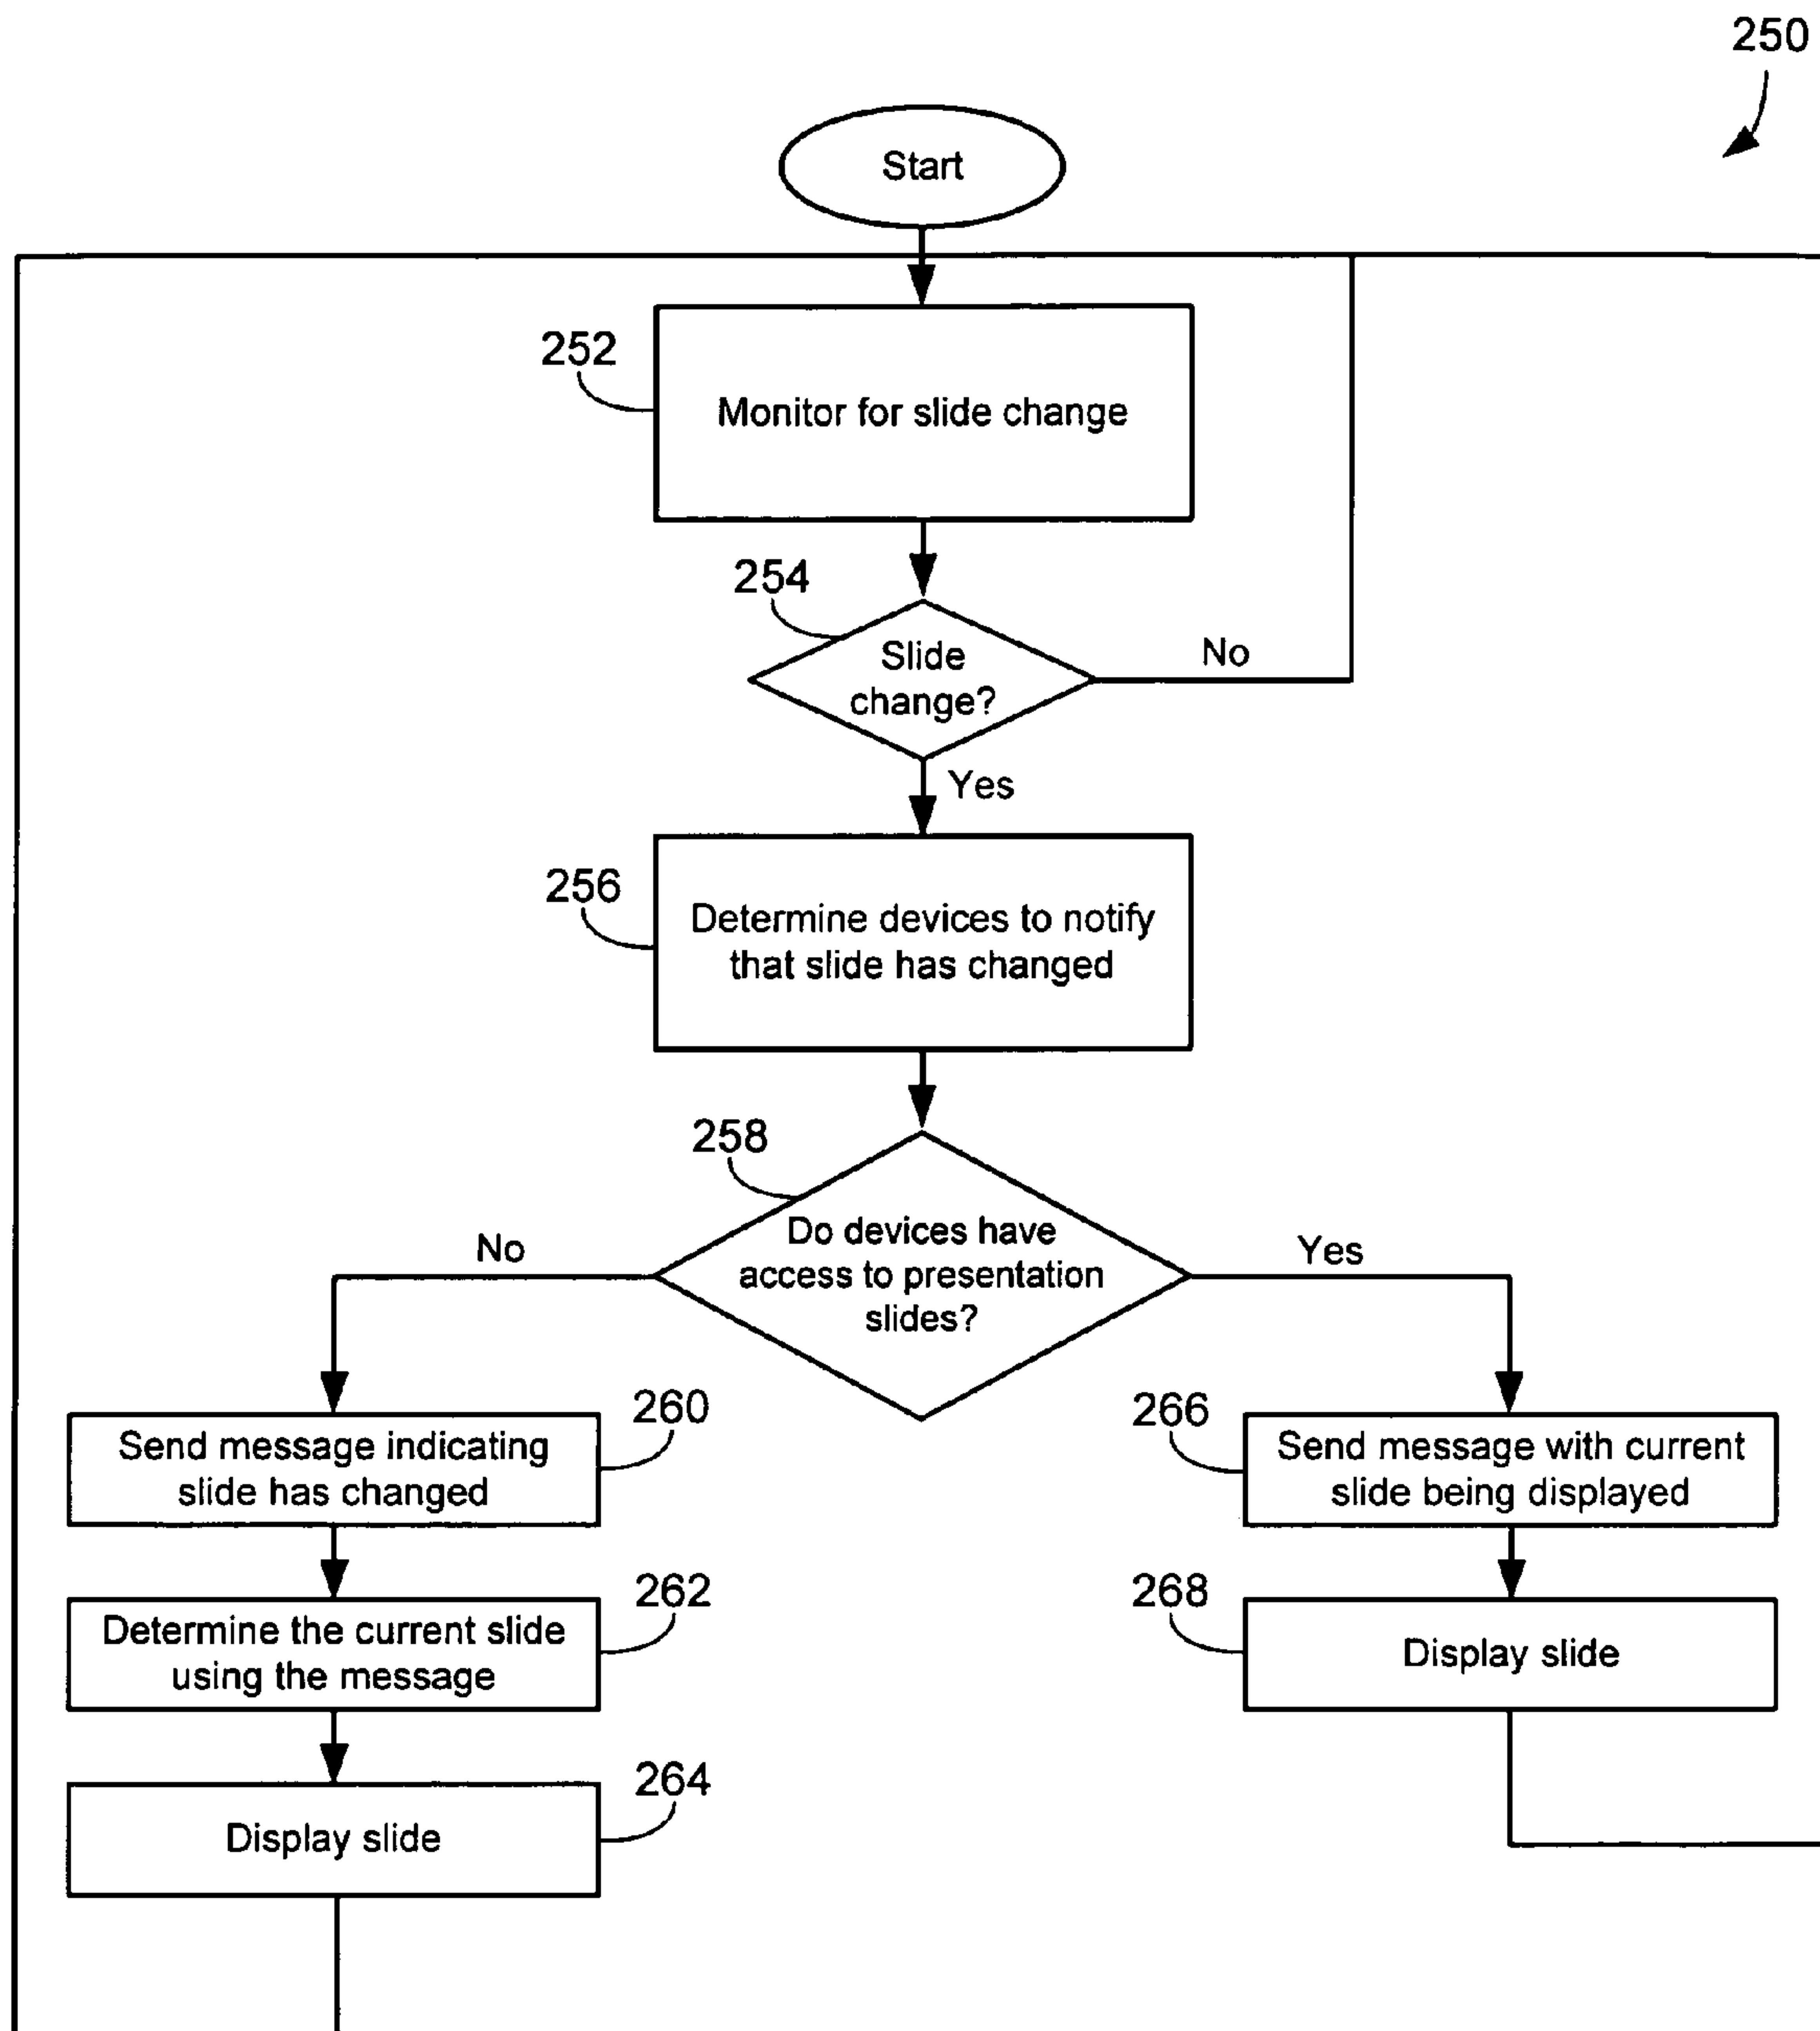 250
Start
252
Monitor for slide change
254
Slide
change?
No
Yes
256
Determine devices to notify
that slide has changed
258
Do devices have
access to presentation
slides?
No
Yes
260
Send message indicating
slide has changed
266
Send message with current
slide being displayed
262
Determine the current slide
using the message
268
Display slide
264
Display slide